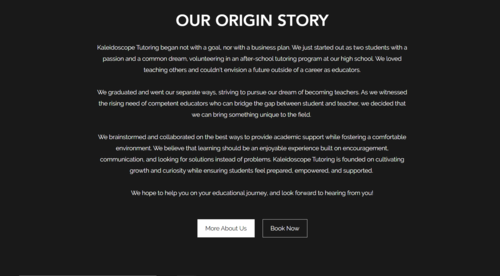 OUR ORIGIN STORY
Kaleidoscope Tutoring began not with a goal, nor with a business plan. We just started out as two students with a
passion and a common dream, volunteering in an after-school tutoring program at our high school. We loved
teaching others and couldn't envision a future outside of a career as educators.
We graduated and went our separate ways, striving to pursue our dream of becoming teachers. As we witnessed
the rising need of competent educators who can bridge the gap between student and teacher, we decided that
we can bring something unique to the field.
We brainstormed and collaborated on the best ways to provide academic support while fostering a comfortable
environment. We believe that learning should be an enjoyable experience built on encouragement,
communication, and looking for solutions instead of problems. Kaleidoscope Tutoring is founded on cultivating
growth and curiosity while ensuring students feel prepared, empowered, and supported.
We hope to help you on your educational journey, and look forward to hearing from you!
More About Us
Book Now